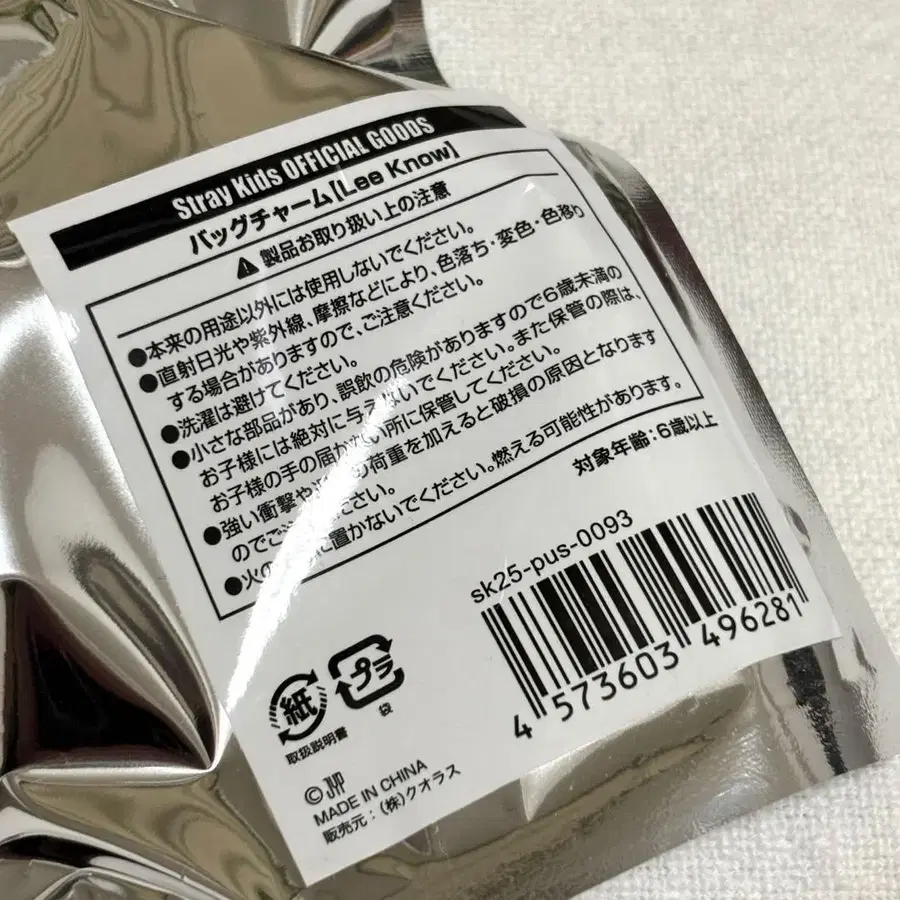 Stray Kids OFFICIAL GOODS
バッグチャーム【Lee Know】
製品お取り扱い上の注意
●本来の用途以外には使用しないでください。
●直射日光や紫外線、摩擦などにより、色落ち・変色・色移り
する場合がありますので、ご注意ください。
●洗濯は避けてください。
●小さな部品があり、誤飲の危険がありますので6歳未満の
お子様には絶対に与えないでください。また保管の際は、
お子様の手の届かない所に保管してください。
●強い衝撃や の荷重を加えると破損の原因となります
のでご ください。
●火の に置かないでください。燃える可能性があります。
対象年齢:6歳以上
sk25-pus-0093
4 573603 496281
紙
取扱説明書
プラ
袋
© JYP
MADE IN CHINA
販売元:(株)クオラス